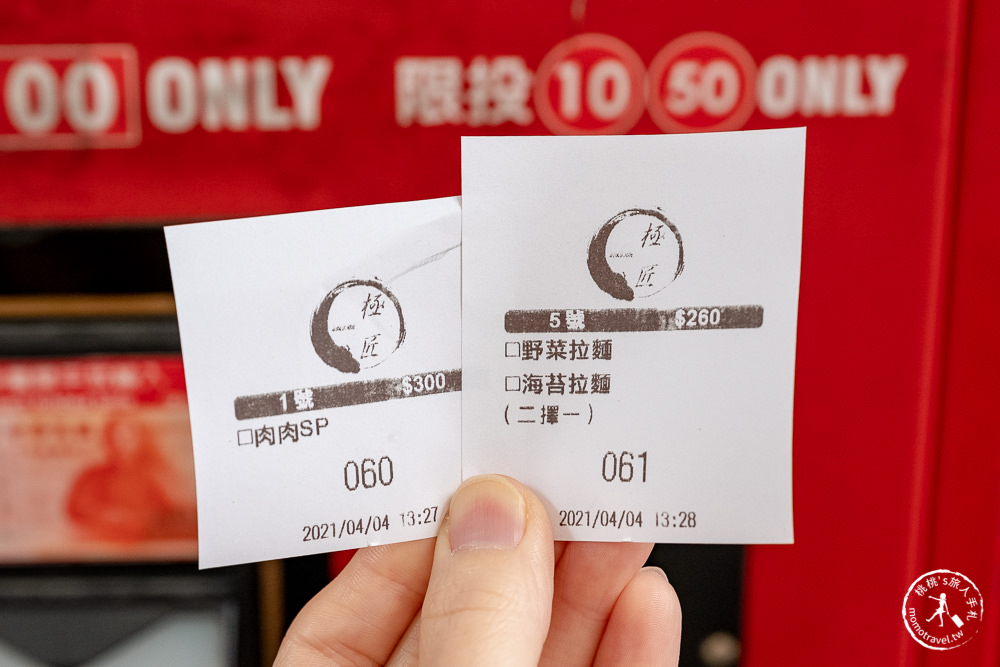 00 ONLY
限投 10 50 ONLY
極匠
1號 $300
□肉肉SP
060
2021/04/04 13:27
極匠
5號 $260
□野菜拉麵
□海苔拉麵
(二擇一)
061
2021/04/04 13:28
桃桃's旅人手札
momotravel.tw